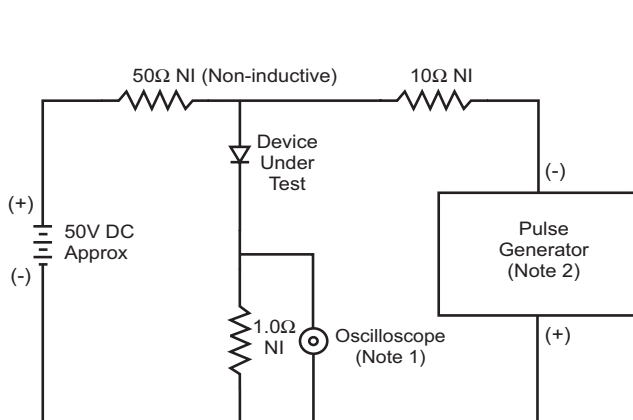 50Ω NI (Non-inductive)
10Ω NI
Device
Under
Test
(+)
50V DC
Approx
(-)
(-)
Pulse
Generator
(Note 2)
(+)
1.0Ω
NI
Oscilloscope
(Note 1)